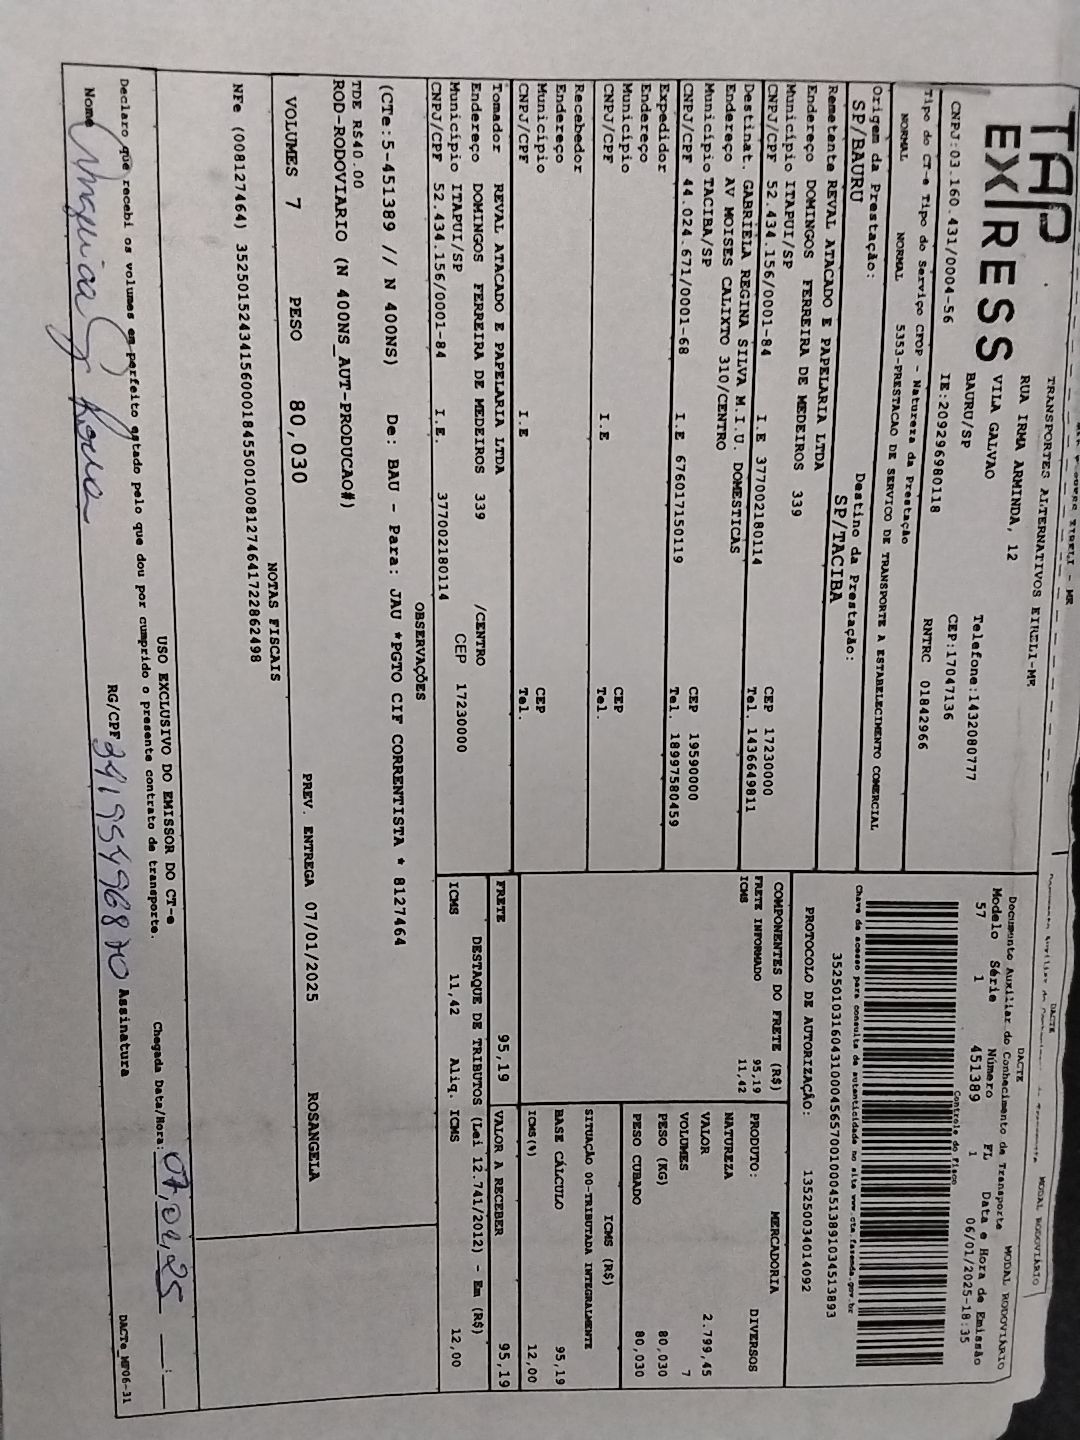 TAP EXPRESS
TRANSPORTES ALTERNATIVOS EIRELI-ME
RUA IRMA ARMINDA, 12
VILA GALVAO
BAURU/SP
Telefone:1432080777
CEP:17047136
CNPJ:03.160.431/0004-56 IE:209296980118 RNTRC 01842966
DACTE
Documento Auxiliar do Conhecimento de Transporte MODAL RODOVIÁRIO
Modelo Série Número FL Data e Hora de Emissão
57 1 451389 1 06/01/2025-18:35
Controle do Fisco
Chave de acesso para consulta de autenticidade no site www.cte.fazenda.gov.br
35250103160431000456570010004513891034513893
PROTOCOLO DE AUTORIZAÇÃO: 135250034014092
Tipo do CT-e Tipo do Serviço CFOP - Natureza da Prestação
NORMAL NORMAL 5353-PRESTACAO DE SERVICO DE TRANSPORTE A ESTABELECIMENTO COMERCIAL
Origem da Prestação: Destino da Prestação:
SP/BAURU SP/TACIBA
Remetente REVAL ATACADO E PAPELARIA LTDA
Endereço DOMINGOS FERREIRA DE MEDEIROS 339
Município ITAPUI/SP CEP 17230000
CNPJ/CPF 52.434.156/0001-84 I.E 377002180114 Tel. 1436649811
Destinat. GABRIELA REGINA SILVA M.I.U. DOMESTICAS
Endereço AV MOISES CALIXTO 310/CENTRO
Município TACIBA/SP CEP 19590000
CNPJ/CPF 44.024.671/0001-68 I.E 676017150119 Tel. 18997580459
Expedidor
Endereço
Município CEP
CNPJ/CPF I.E Tel.
Recebedor
Endereço
Município CEP
CNPJ/CPF I.E Tel.
Tomador REVAL ATACADO E PAPELARIA LTDA
Endereço DOMINGOS FERREIRA DE MEDEIROS 339 /CENTRO
Município ITAPUI/SP CEP 17230000
CNPJ/CPF 52.434.156/0001-84 I.E. 377002180114
COMPONENTES DO FRETE (R$)
FRETE INFORMADO 95,19
ICMS 11,42
PRODUTO: MERCADORIA
NATUREZA DIVERSOS
VALOR 2.799,45
VOLUMES 7
PESO (KG) 80,030
PESO CUBADO 80,030
ICMS (R$)
SITUAÇÃO 00-TRIBUTADA INTEGRALMENTE
BASE CÁLCULO 95,19
ICMS(%) 12,00
FRETE 95,19 VALOR A RECEBER 95,19
DESTAQUE DE TRIBUTOS (Lei 12.741/2012) - Em (R$)
ICMS 11,42 Aliq. ICMS 12,00
OBSERVAÇÕES
(CTe:5-451389 // N 400NS) De: BAU - Para: JAU *PGTO CIF CORRENTISTA * 8127464
TDE R$40.00
ROD-RODOVIARIO (N 400NS_AUT-PRODUCAO#)
VOLUMES 7 PESO 80,030 PREV. ENTREGA 07/01/2025 ROSANGELA
NOTAS FISCAIS
NFe (008127464) 35250152434156000184550010081274641722862498
USO EXCLUSIVO DO EMISSOR DO CT-e
Declaro que recebi os volumes em perfeito estado pelo que dou por cumprido o presente contrato de transporte. Chegada Data/Hora: 07,01,25 __:__
Nome RG/CPF 34195496870 Assinatura
DACTe_MF06-31